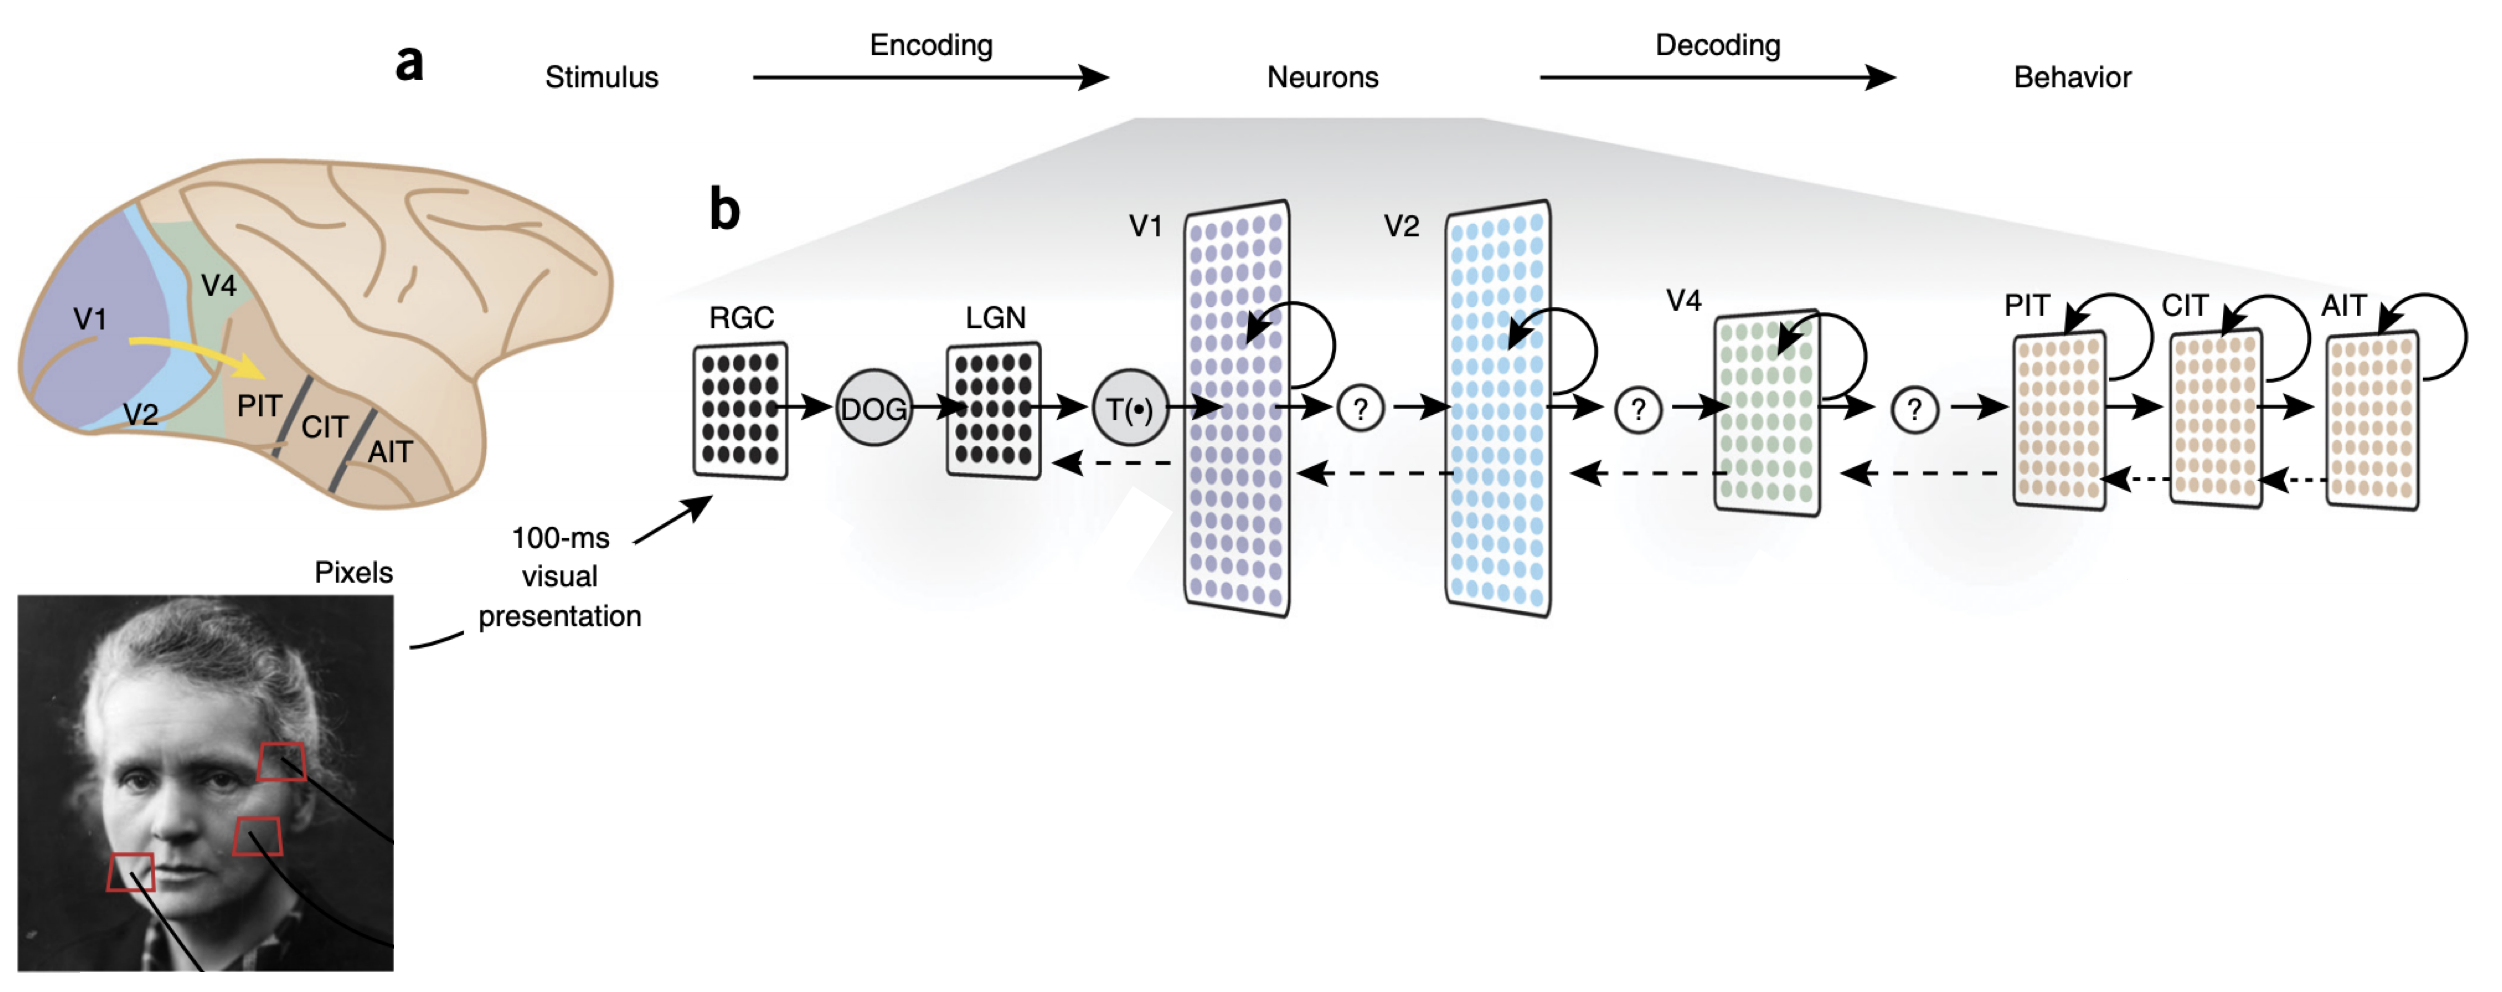 a
Stimulus
Encoding
Neurons
Decoding
Behavior
V1
V2
V4
PIT
CIT
AIT
b
RGC
DOG
LGN
T(•)
V1
?
V2
?
V4
?
PIT
CIT
AIT
Pixels
100-ms
visual
presentation